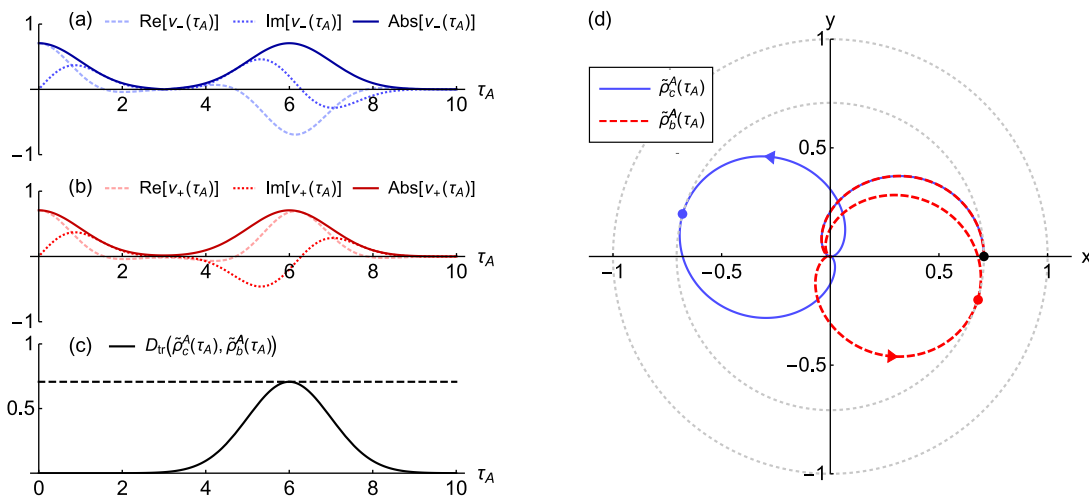 (a) Re[v₋(τ_A)] Im[v₋(τ_A)] Abs[v₋(τ_A)]
1
2 4 6 8 10 τ_A
−1
(b) Re[v₊(τ_A)] Im[v₊(τ_A)] Abs[v₊(τ_A)]
1
0 2 4 6 8 10 τ_A
−1
(c) D_tr(ρ̃_c^A(τ_A), ρ̃_b^A(τ_A))
1
0.5
0 2 4 6 8 10 τ_A
(d) y
1
ρ̃_c^A(τ_A)
ρ̃_b^A(τ_A)
0.5
−1 −0.5 0.5 1 x
−0.5
−1